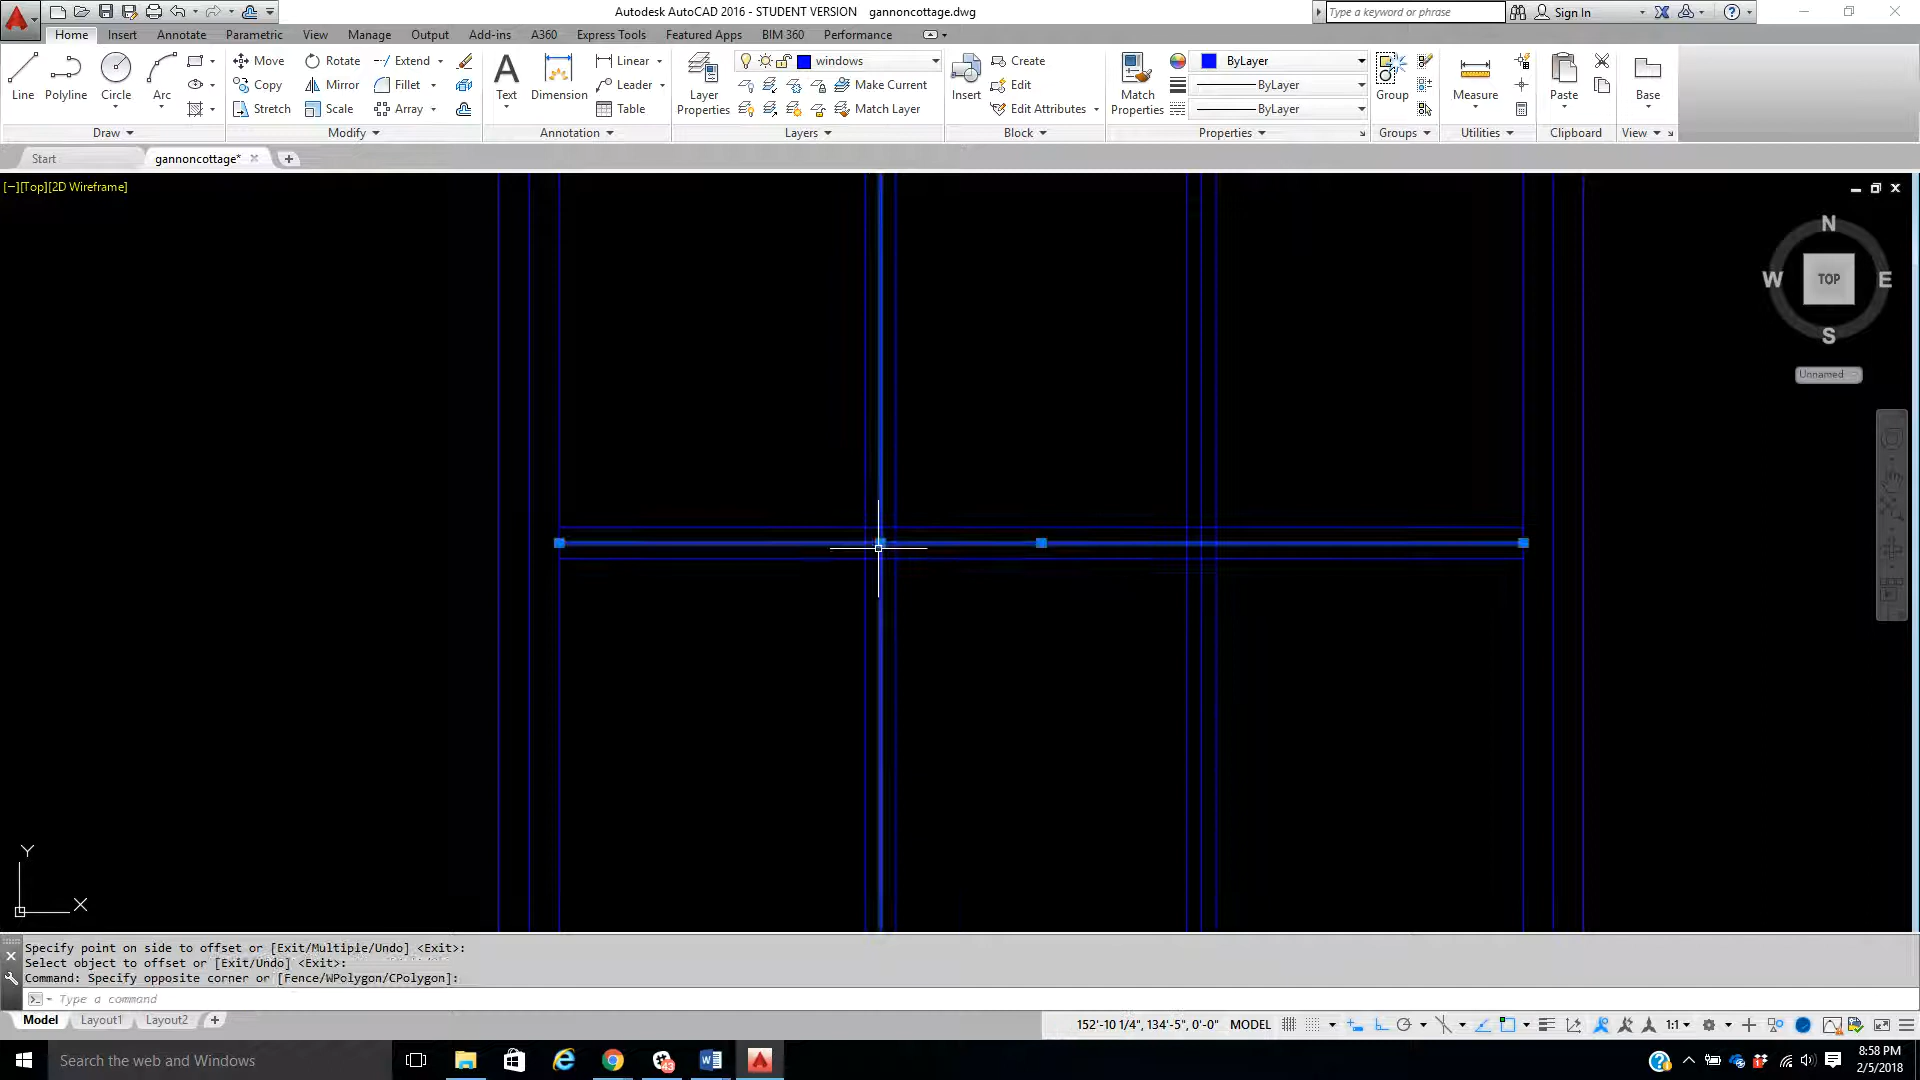 Autodesk AutoCAD 2016 - STUDENT VERSION gannoncottage.dwg
Type a keyword or phrase
Sign In
Home Insert Annotate Parametric View Manage Output Add-ins A360 Express Tools Featured Apps BIM 360 Performance
Line Polyline Circle Arc
Move Rotate Extend
Copy Mirror Fillet
Stretch Scale Array
Text Dimension
Linear
Leader
Table
Layer Properties
windows
Make Current
Match Layer
Insert
Create
Edit
Edit Attributes
Match Properties
ByLayer
ByLayer
ByLayer
Group
Measure
Paste
Base
Draw Modify Annotation Layers Block Properties Groups Utilities Clipboard View
Start gannoncottage*
[−][Top][2D Wireframe]
N
W TOP E
S
Unnamed
Y
X
Specify point on side to offset or [Exit/Multiple/Undo] <Exit>:
Select object to offset or [Exit/Undo] <Exit>:
Command: Specify opposite corner or [Fence/WPolygon/CPolygon]:
Type a command
Model Layout1 Layout2
152'-10 1/4", 134'-5", 0'-0" MODEL 1:1
Search the web and Windows
43
8:58 PM
2/5/2018